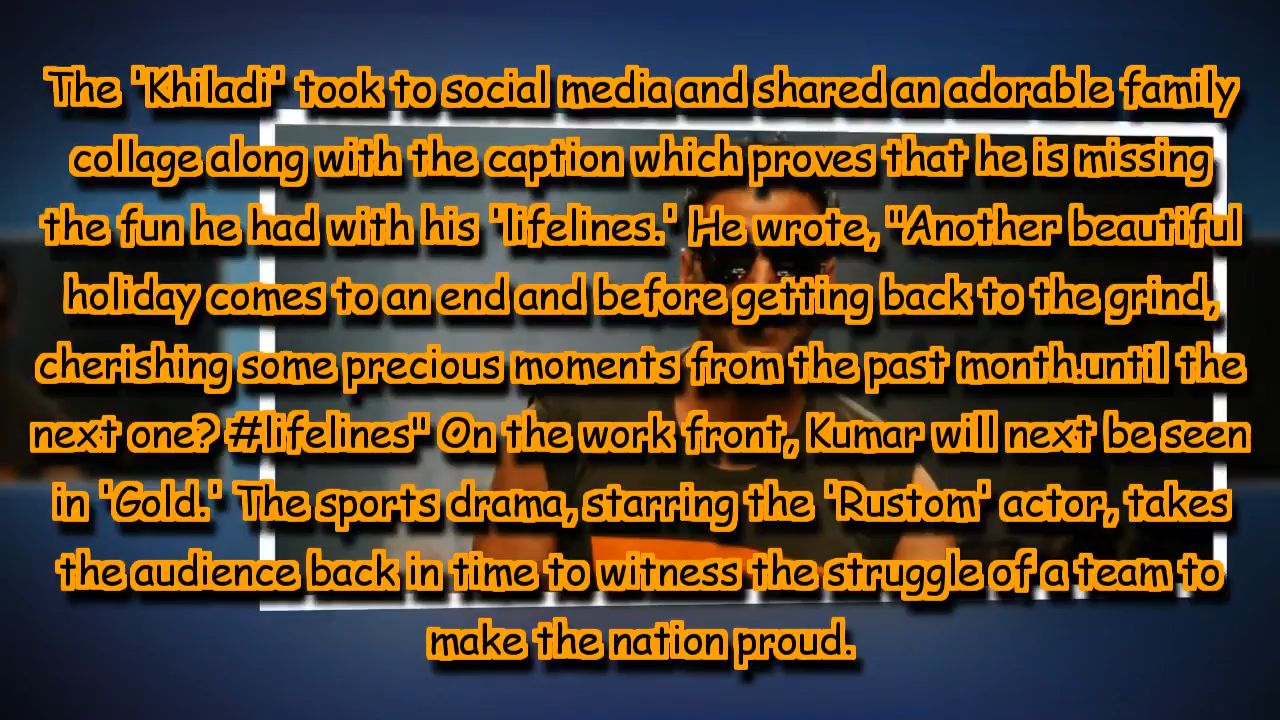 The 'Khiladi' took to social media and shared an adorable family
collage along with the caption which proves that he is missing
the fun he had with his 'lifelines.' He wrote, "Another beautiful
holiday comes to an end and before getting back to the grind,
cherishing some precious moments from the past month.until the
next one? #lifelines" On the work front, Kumar will next be seen
in 'Gold.' The sports drama, starring the 'Rustom' actor, takes
the audience back in time to witness the struggle of a team to
make the nation proud.